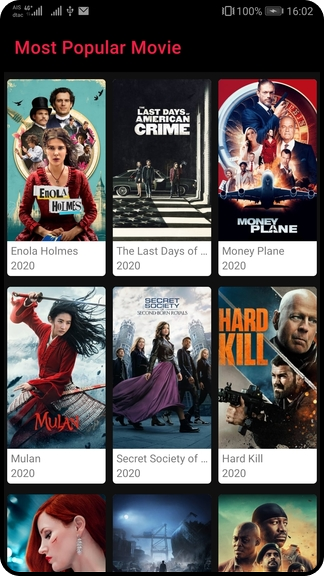 AIS 4G+ 100% 16:02
dtac
Most Popular Movie
ENOLA
HOLMES
THE
LAST DAYS OF
AMERICAN
CRIME
MONEY
PLANE
Enola Holmes
2020
The Last Days of ...
2020
Money Plane
2020
MULAN
SECRET
SOCIETY
OF
SECOND-BORN ROYALS
HARD
KILL
Mulan
2020
Secret Society of ...
2020
Hard Kill
2020